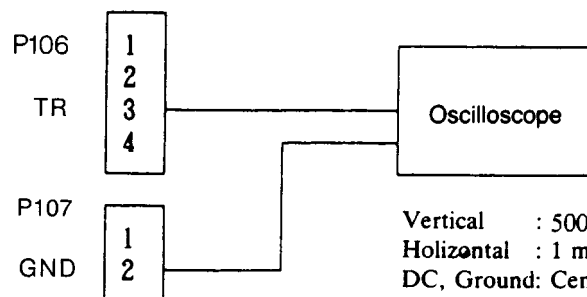 P106
1
2
TR 3
4
Oscilloscope
P107
1
GND 2
Vertical : 500
Holizontal : 1 m
DC, Ground: Cen